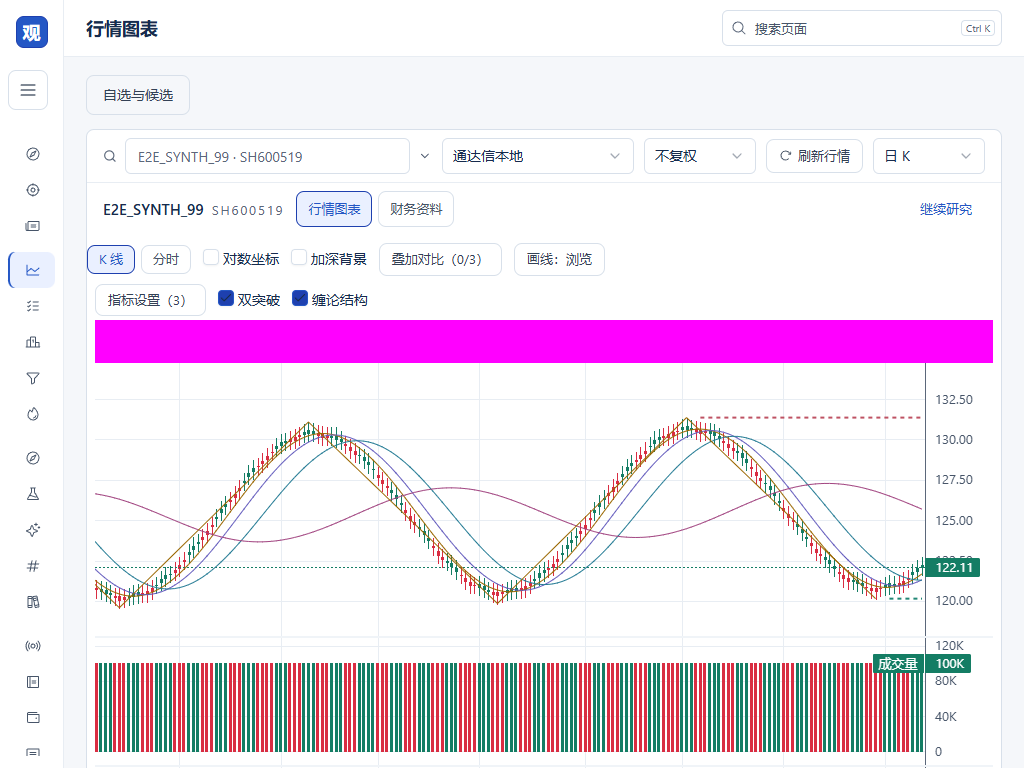 观
行情图表
搜索页面
Ctrl K
自选与候选
E2E_SYNTH_99 · SH600519
通达信本地
不复权
刷新行情
日 K
E2E_SYNTH_99 SH600519
行情图表
财务资料
继续研究
K 线
分时
对数坐标
加深背景
叠加对比（0/3）
画线：浏览
指标设置（3）
双突破
缠论结构
132.50
130.00
127.50
125.00
122.11
120.00
120K
成交量 100K
80K
40K
0